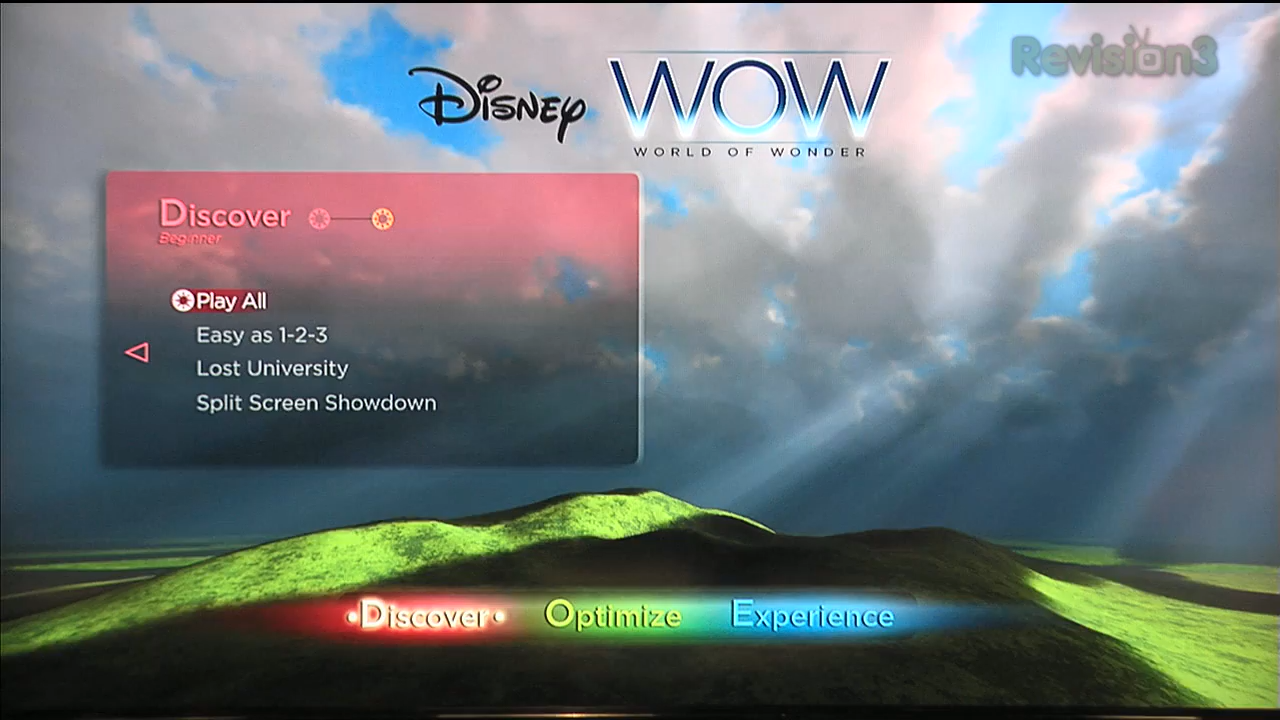 Revision3
Disney WOW
WORLD OF WONDER
Discover
Beginner
Play All
Easy as 1-2-3
Lost University
Split Screen Showdown
Discover Optimize Experience